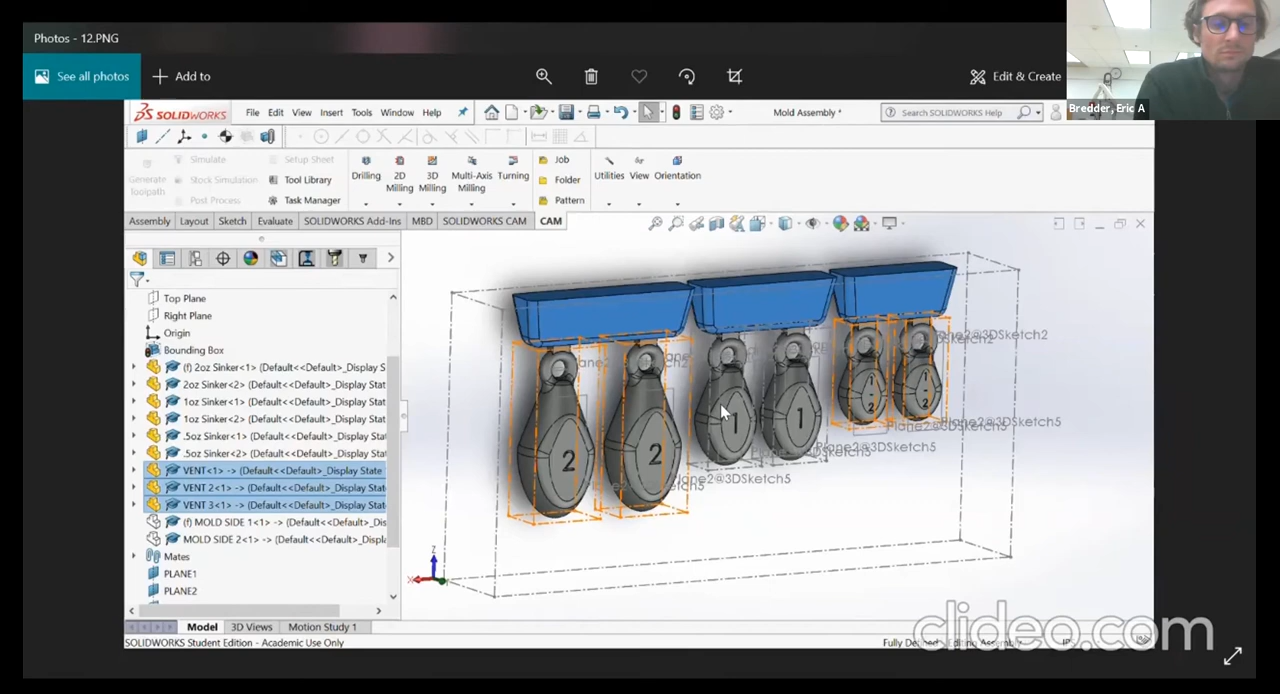 Photos - 12.PNG
See all photos
Add to
Edit & Create
Bredder, Eric A
SOLIDWORKS
File Edit View Insert Tools Window Help
Mold Assembly *
Search SOLIDWORKS Help
Generate Toolpath
Simulate
Stock Simulation
Post Process
Setup Sheet
Tool Library
Task Manager
Drilling
2D Milling
3D Milling
Multi-Axis Milling
Turning
Job
Folder
Pattern
Utilities
View
Orientation
Assembly Layout Sketch Evaluate SOLIDWORKS Add-Ins MBD SOLIDWORKS CAM CAM
Top Plane
Right Plane
Origin
Bounding Box
(f) 2oz Sinker<1> (Default<<Default>_Display S
2oz Sinker<2> (Default<<Default>_Display Stat
1oz Sinker<1> (Default<<Default>_Display Stat
1oz Sinker<2> (Default<<Default>_Display Stat
.5oz Sinker<1> (Default<<Default>_Display Stat
.5oz Sinker<2> (Default<<Default>_Display Stat
VENT<1> -> (Default<<Default>_Display State
VENT 2<1> -> (Default<<Default>_Display Stat
VENT 3<1> -> (Default<<Default>_Display Stat
(f) MOLD SIDE 1<1> -> (Default<<Default>_Dis
MOLD SIDE 2<1> -> (Default<<Default>_Displa
Mates
PLANE1
PLANE2
Plane2@3DSketch2
Plane2@3DSketch5
Plane2@3DSketch5
Plane2@3DSketch5
Plane2@3DSketch5
2
2
1
1
1
2
1
2
Z
X
Model 3D Views Motion Study 1
SOLIDWORKS Student Edition - Academic Use Only
Fully Defined Editing Assembly
clideo.com